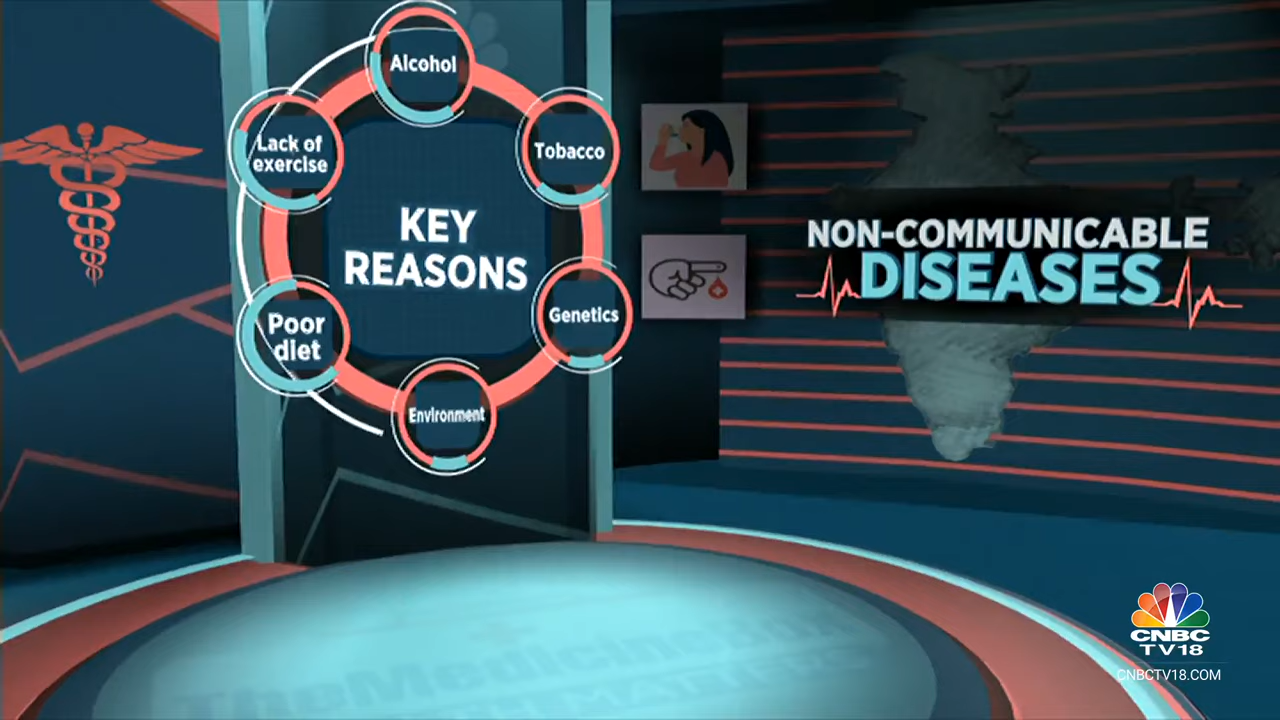 Alcohol
Lack of
exercise
Tobacco
KEY
REASONS
Genetics
Poor
diet
Environment
NON-COMMUNICABLE
DISEASES
CNBC
TV18
CNBCTV18.COM